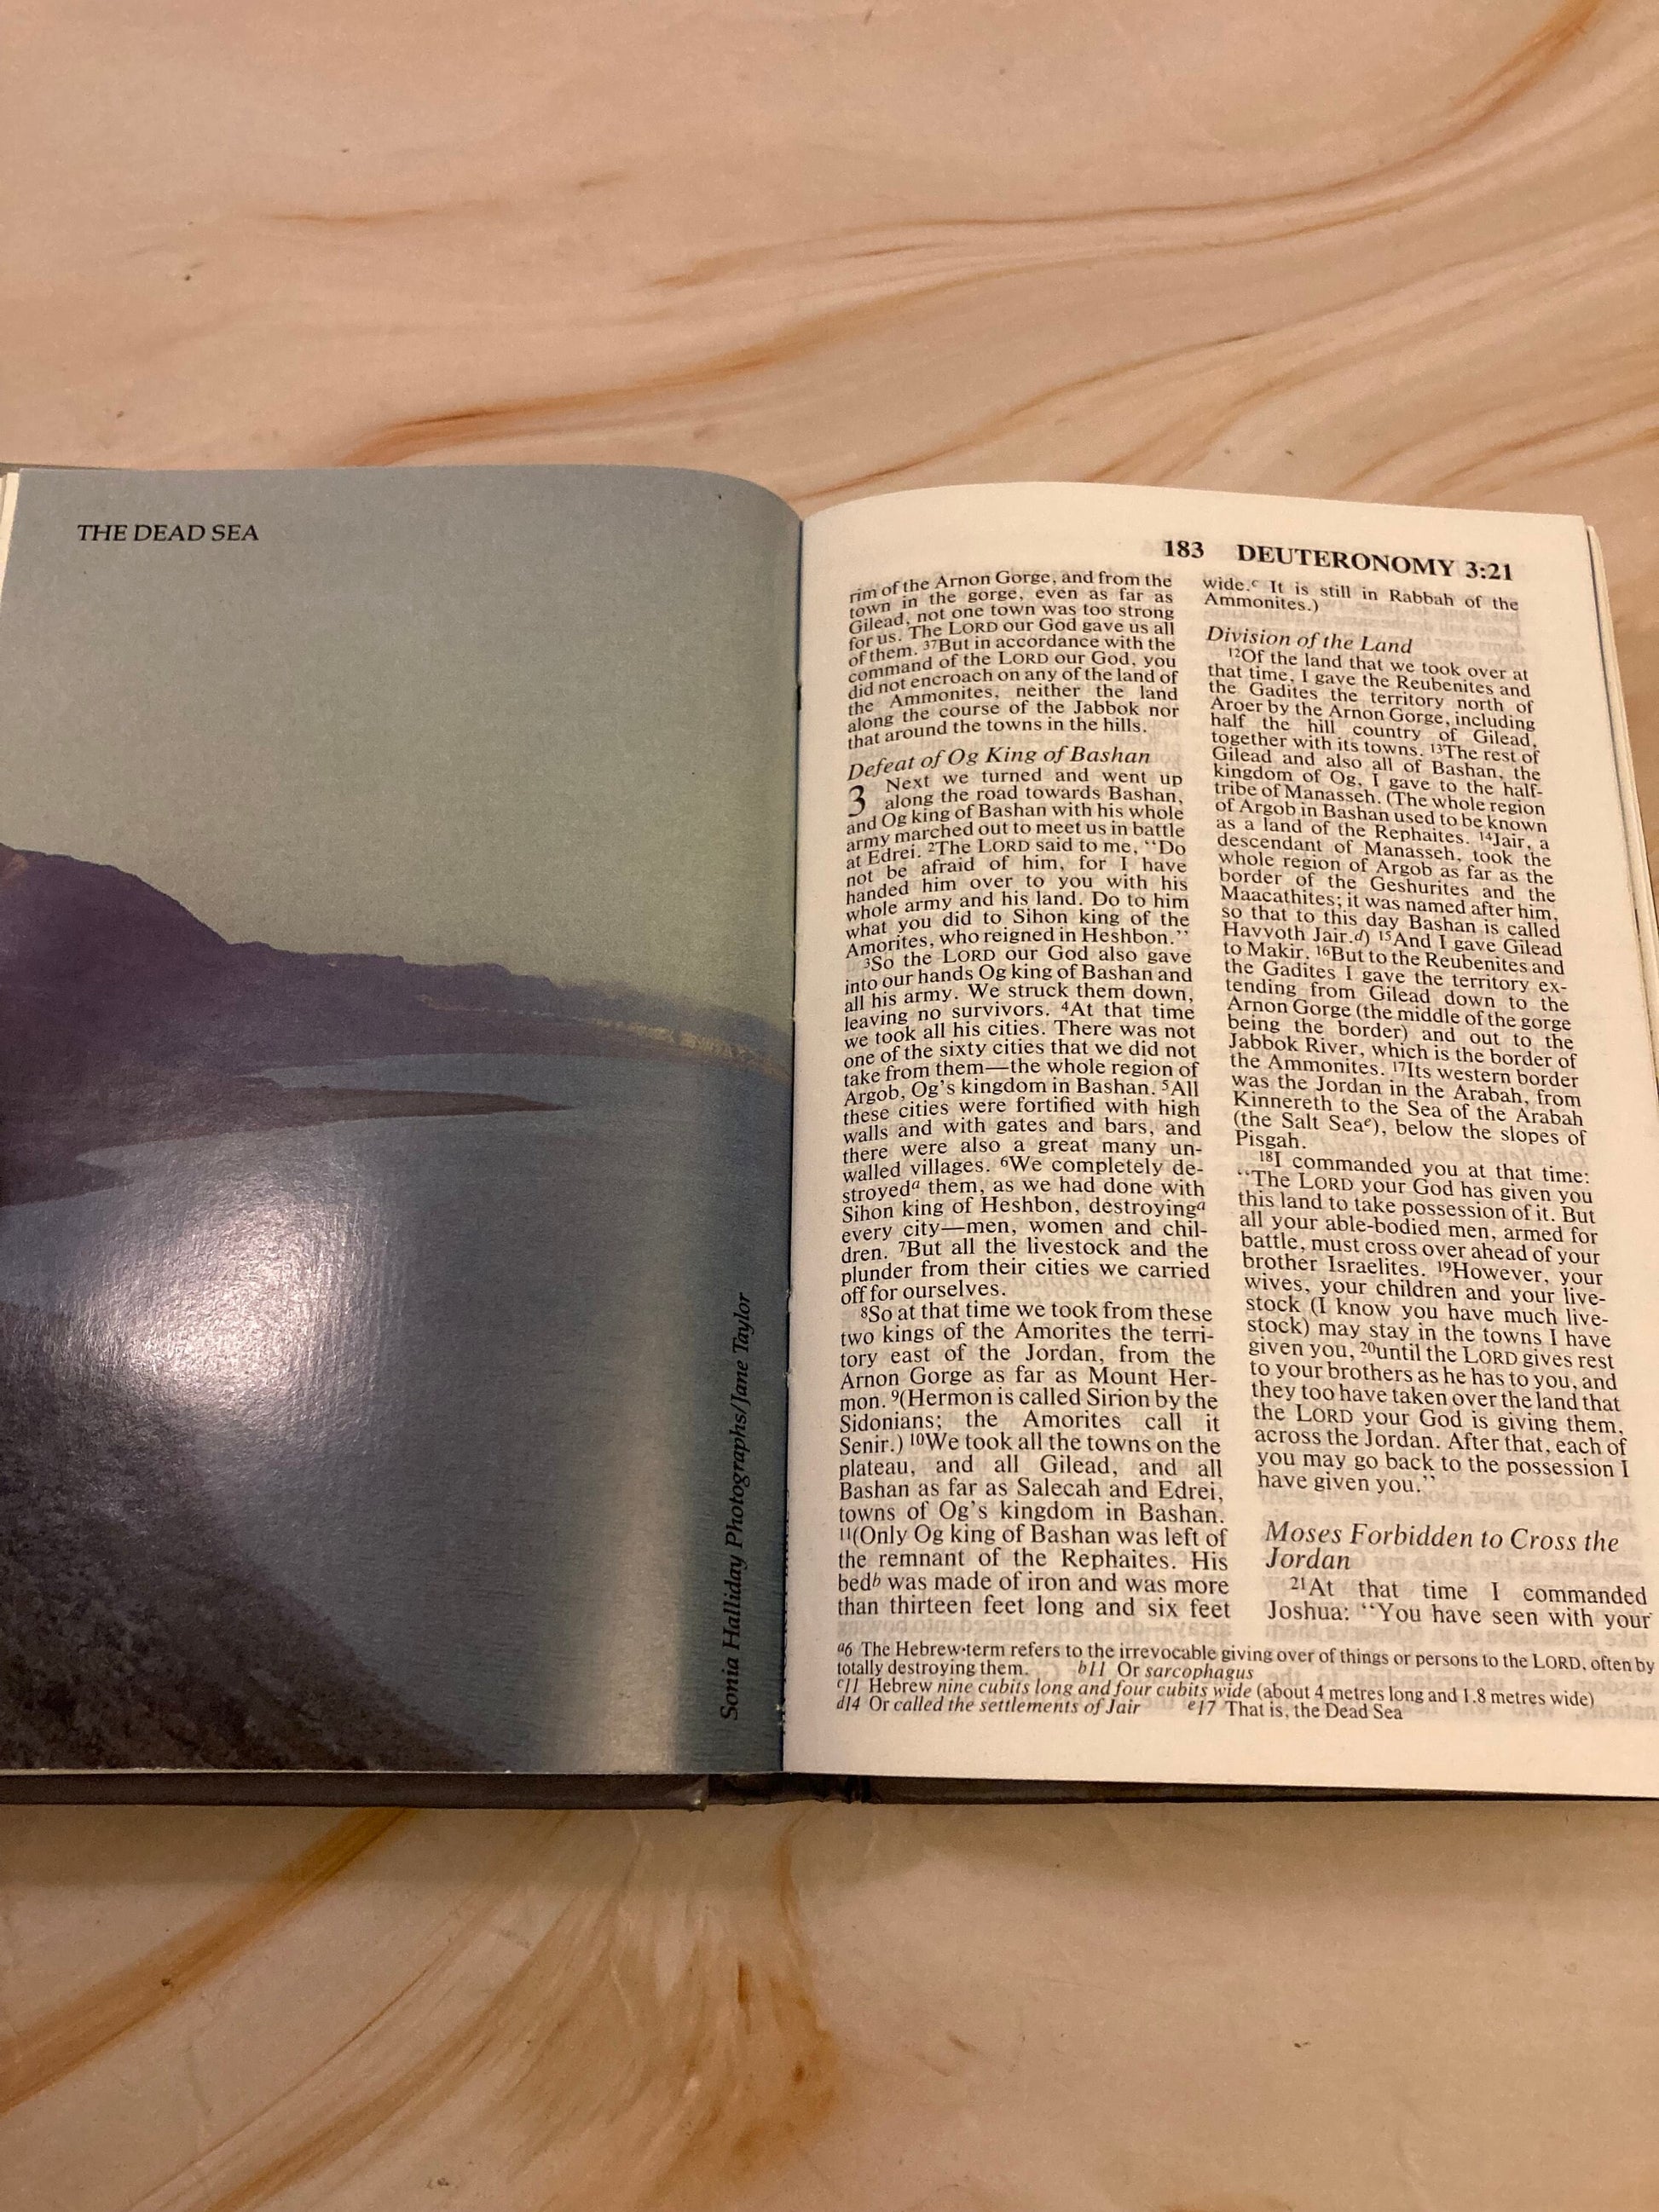 THE DEAD SEA
Sonia Halliday Photographs/Jane Taylor
183 DEUTERONOMY 3:21
rim of the Arnon Gorge, and from the
town in the gorge, even as far as
Gilead, not one town was too strong
for us. The LORD our God gave us all
of them. 37But in accordance with the
command of the LORD our God, you
did not encroach on any of the land of
the Ammonites, neither the land
along the course of the Jabbok nor
that around the towns in the hills.
Defeat of Og King of Bashan
3 Next we turned and went up
along the road towards Bashan,
and Og king of Bashan with his whole
army marched out to meet us in battle
at Edrei. 2The LORD said to me, “Do
not be afraid of him, for I have
handed him over to you with his
whole army and his land. Do to him
what you did to Sihon king of the
Amorites, who reigned in Heshbon.”
3So the LORD our God also gave
into our hands Og king of Bashan and
all his army. We struck them down,
leaving no survivors. 4At that time
we took all his cities. There was not
one of the sixty cities that we did not
take from them—the whole region of
Argob, Og’s kingdom in Bashan. 5All
these cities were fortified with high
walls and with gates and bars, and
there were also a great many un-
walled villages. 6We completely de-
stroyeda them, as we had done with
Sihon king of Heshbon, destroyinga
every city—men, women and chil-
dren. 7But all the livestock and the
plunder from their cities we carried
off for ourselves.
8So at that time we took from these
two kings of the Amorites the terri-
tory east of the Jordan, from the
Arnon Gorge as far as Mount Her-
mon. 9(Hermon is called Sirion by the
Sidonians; the Amorites call it
Senir.) 10We took all the towns on the
plateau, and all Gilead, and all
Bashan as far as Salecah and Edrei,
towns of Og’s kingdom in Bashan.
11(Only Og king of Bashan was left of
the remnant of the Rephaites. His
bedb was made of iron and was more
than thirteen feet long and six feet
wide.c It is still in Rabbah of the
Ammonites.)
Division of the Land
12Of the land that we took over at
that time, I gave the Reubenites and
the Gadites the territory north of
Aroer by the Arnon Gorge, including
half the hill country of Gilead,
together with its towns. 13The rest of
Gilead and also all of Bashan, the
kingdom of Og, I gave to the half-
tribe of Manasseh. (The whole region
of Argob in Bashan used to be known
as a land of the Rephaites. 14Jair, a
descendant of Manasseh, took the
whole region of Argob as far as the
border of the Geshurites and the
Maacathites; it was named after him,
so that to this day Bashan is called
Havvoth Jair.d) 15And I gave Gilead
to Makir. 16But to the Reubenites and
the Gadites I gave the territory ex-
tending from Gilead down to the
Arnon Gorge (the middle of the gorge
being the border) and out to the
Jabbok River, which is the border of
the Ammonites. 17Its western border
was the Jordan in the Arabah, from
Kinnereth to the Sea of the Arabah
(the Salt Seae), below the slopes of
Pisgah.
18I commanded you at that time:
“The LORD your God has given you
this land to take possession of it. But
all your able-bodied men, armed for
battle, must cross over ahead of your
brother Israelites. 19However, your
wives, your children and your live-
stock (I know you have much live-
stock) may stay in the towns I have
given you, 20until the LORD gives rest
to your brothers as he has to you, and
they too have taken over the land that
the LORD your God is giving them,
across the Jordan. After that, each of
you may go back to the possession I
have given you.”
Moses Forbidden to Cross the
Jordan
21At that time I commanded
Joshua: “You have seen with your
a6 The Hebrew term refers to the irrevocable giving over of things or persons to the LORD, often by
totally destroying them. b11 Or sarcophagus
c11 Hebrew nine cubits long and four cubits wide (about 4 metres long and 1.8 metres wide)
d14 Or called the settlements of Jair e17 That is, the Dead Sea